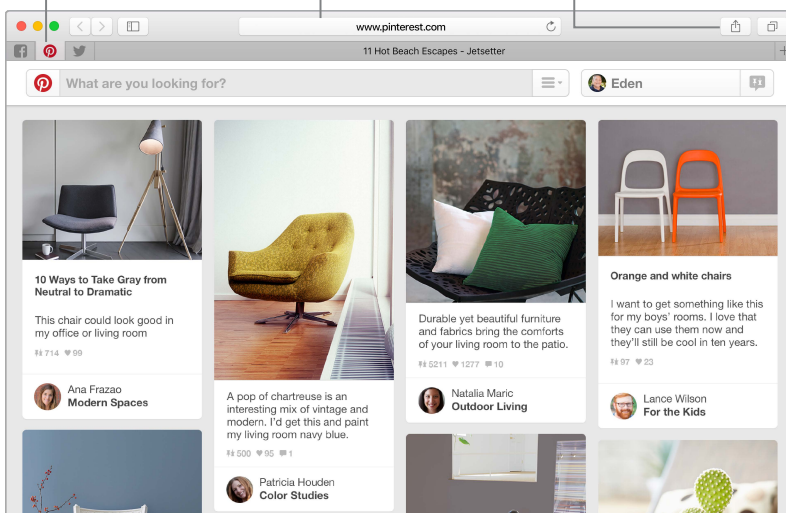 www.pinterest.com
11 Hot Beach Escapes - Jetsetter
What are you looking for?
Eden
10 Ways to Take Gray from
Neutral to Dramatic
This chair could look good in
my office or living room
714 99
Ana Frazao
Modern Spaces
A pop of chartreuse is an
interesting mix of vintage and
modern. I'd get this and paint
my living room navy blue.
500 95 1
Patricia Houden
Color Studies
Durable yet beautiful furniture
and fabrics bring the comforts
of your living room to the patio.
5211 1277 10
Natalia Maric
Outdoor Living
Orange and white chairs
I want to get something like this
for my boys' rooms. I love that
they can use them now and
they'll still be cool in ten years.
97 23
Lance Wilson
For the Kids